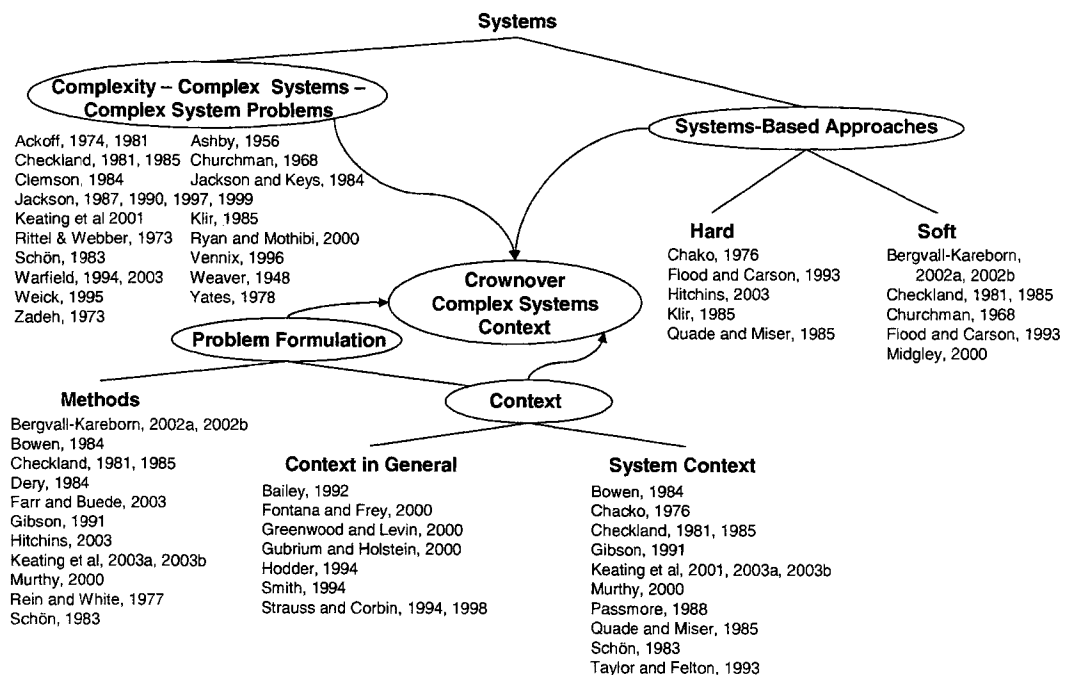 Systems
Complexity – Complex Systems –
Complex System Problems
Ackoff, 1974, 1981
Checkland, 1981, 1985
Clemson, 1984
Jackson, 1987, 1990, 1997, 1999
Keating et al 2001
Rittel & Webber, 1973
Schön, 1983
Warfield, 1994, 2003
Weick, 1995
Zadeh, 1973
Ashby, 1956
Churchman, 1968
Jackson and Keys, 1984
Klir, 1985
Ryan and Mothibi, 2000
Vennix, 1996
Weaver, 1948
Yates, 1978
Systems-Based Approaches
Hard
Chako, 1976
Flood and Carson, 1993
Hitchins, 2003
Klir, 1985
Quade and Miser, 1985
Soft
Bergvall-Kareborn,
2002a, 2002b
Checkland, 1981, 1985
Churchman, 1968
Flood and Carson, 1993
Midgley, 2000
Crownover
Complex Systems
Context
Problem Formulation
Methods
Bergvall-Kareborn, 2002a, 2002b
Bowen, 1984
Checkland, 1981, 1985
Dery, 1984
Farr and Buede, 2003
Gibson, 1991
Hitchins, 2003
Keating et al, 2003a, 2003b
Murthy, 2000
Rein and White, 1977
Schön, 1983
Context
Context in General
Bailey, 1992
Fontana and Frey, 2000
Greenwood and Levin, 2000
Gubrium and Holstein, 2000
Hodder, 1994
Smith, 1994
Strauss and Corbin, 1994, 1998
System Context
Bowen, 1984
Chacko, 1976
Checkland, 1981, 1985
Gibson, 1991
Keating et al, 2001, 2003a, 2003b
Murthy, 2000
Passmore, 1988
Quade and Miser, 1985
Schön, 1983
Taylor and Felton, 1993